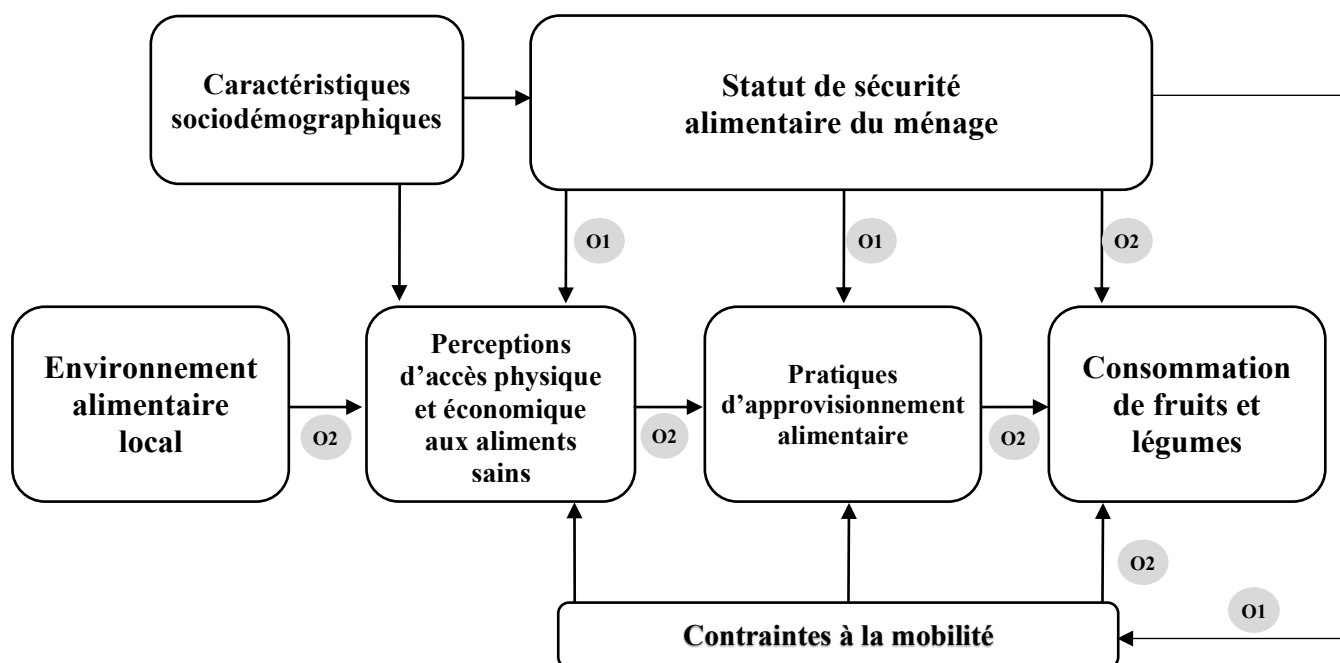 Caractéristiques
sociodémographiques
Statut de sécurité
alimentaire du ménage
O1
O1
O2
Environnement
alimentaire
local
O2
Perceptions
d’accès physique
et économique
aux aliments
sains
O2
Pratiques
d’approvisionnement
alimentaire
O2
Consommation
de fruits et
légumes
O2
O1
Contraintes à la mobilité